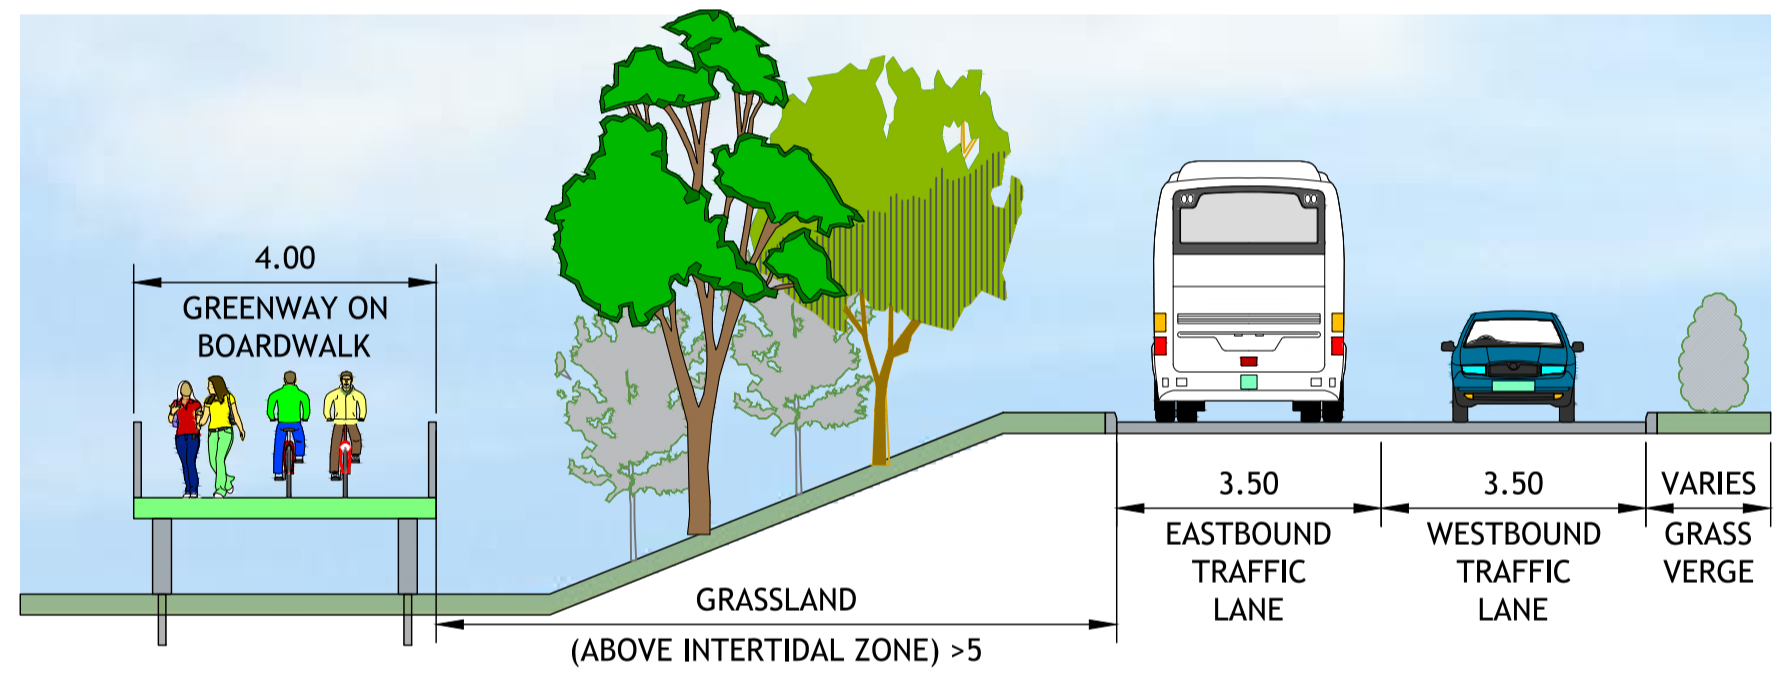 4.00
GREENWAY ON
BOARDWALK
GRASSLAND
(ABOVE INTERTIDAL ZONE) >5
3.50
EASTBOUND
TRAFFIC
LANE
3.50
WESTBOUND
TRAFFIC
LANE
VARIES
GRASS
VERGE